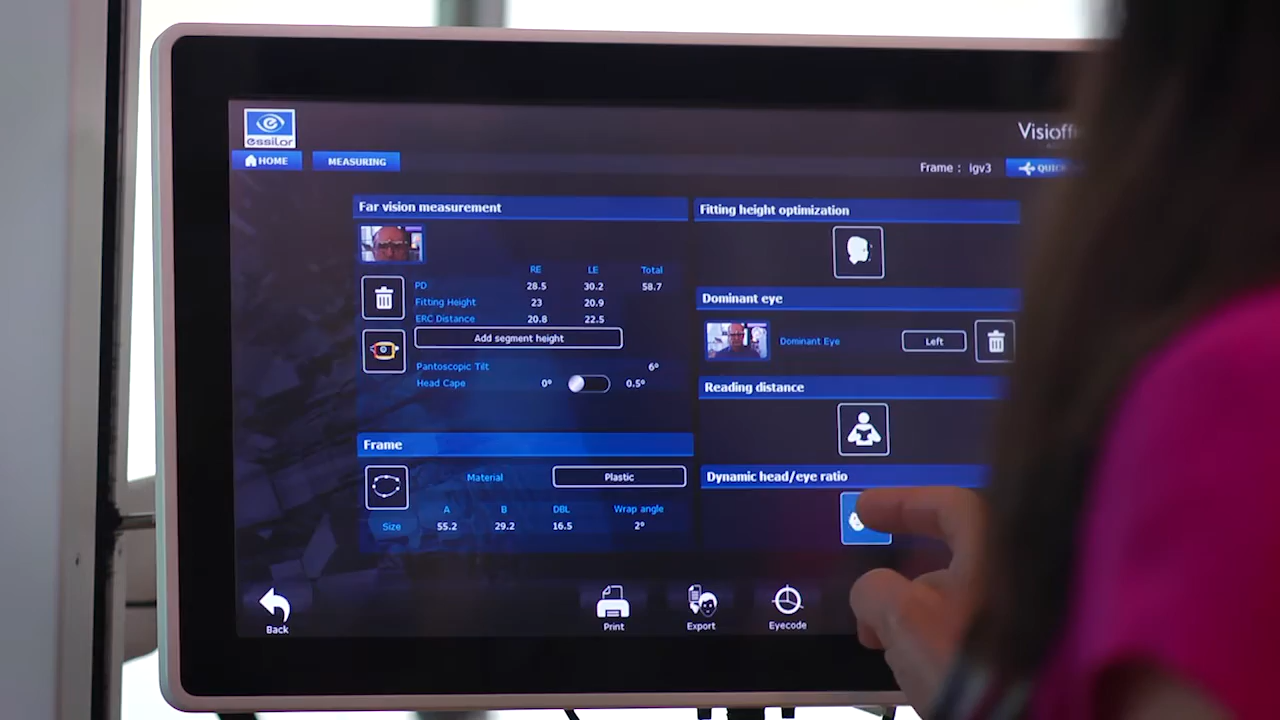 essilor
Visioffi
HOME
MEASURING
Frame : igv3
QUICK
Far vision measurement
RE LE Total
PD 28.5 30.2 58.7
Fitting Height 23 20.9
ERC Distance 20.8 22.5
Add segment height
Pantoscopic Tilt 6°
Head Cape 0° 0.5°
Frame
Material Plastic
A B DBL Wrap angle
Size 55.2 29.2 16.5 2°
Fitting height optimization
Dominant eye
Dominant Eye Left
Reading distance
Dynamic head/eye ratio
Back
Print
Export
Eyecode